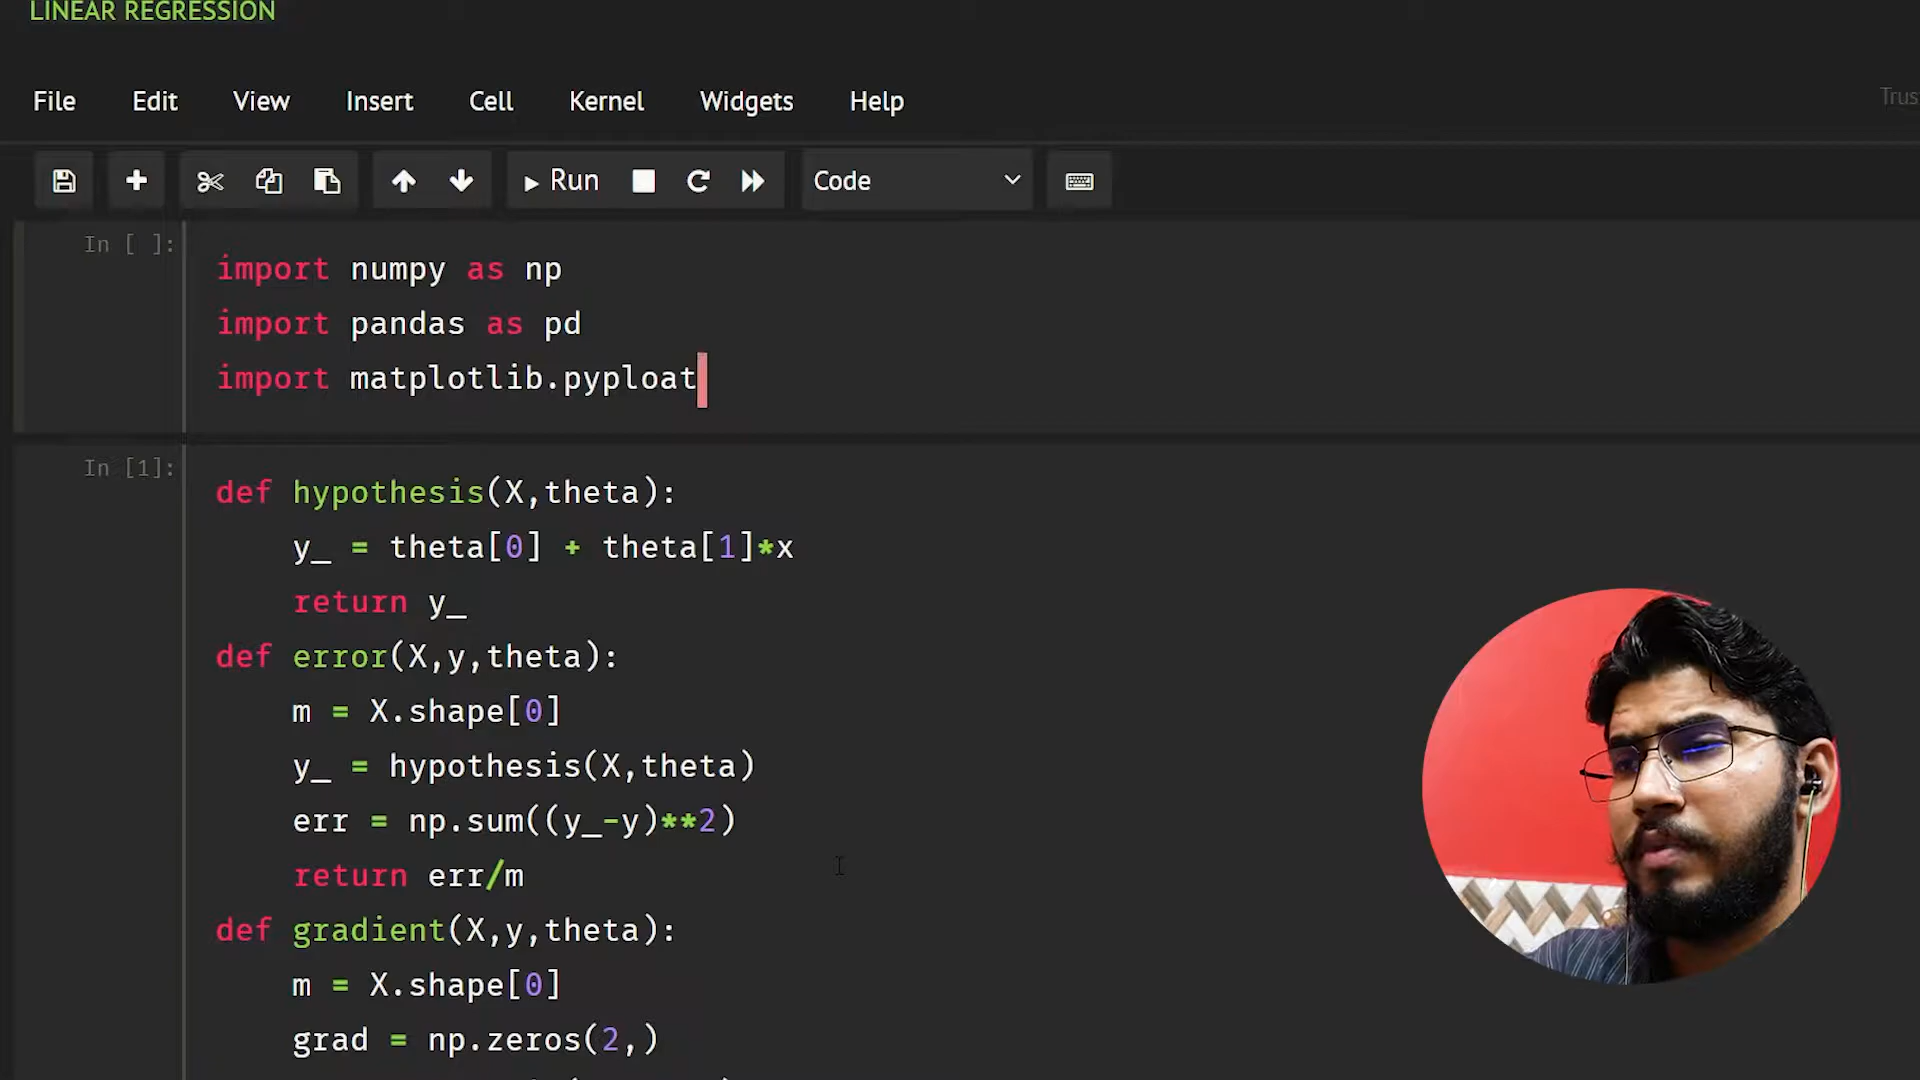 LINEAR REGRESSION
File Edit View Insert Cell Kernel Widgets Help
Trus
Run Code
In [ ]:
import numpy as np
import pandas as pd
import matplotlib.pyploat
In [1]:
def hypothesis(X,theta):
    y_ = theta[0] + theta[1]*x
    return y_
def error(X,y,theta):
    m = X.shape[0]
    y_ = hypothesis(X,theta)
    err = np.sum((y_-y)**2)
    return err/m
def gradient(X,y,theta):
    m = X.shape[0]
    grad = np.zeros(2,)